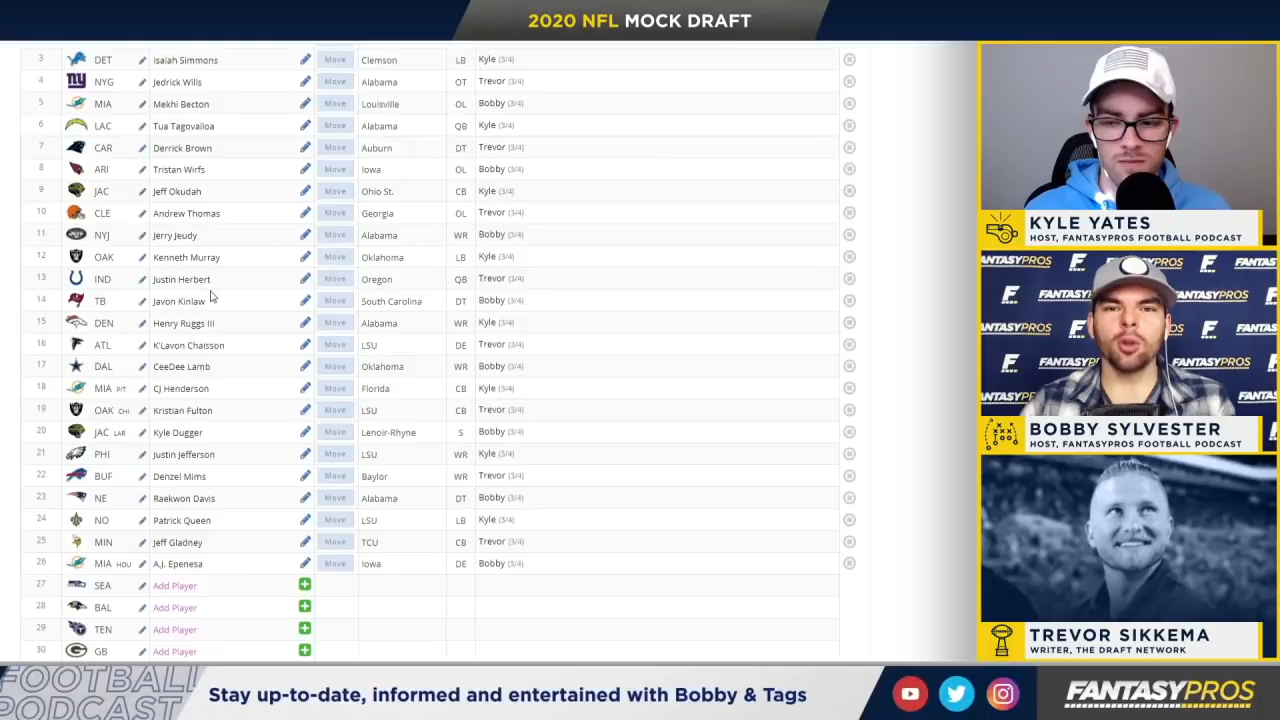 2020 NFL MOCK DRAFT
3 DET Isaiah Simmons Move Clemson LB Kyle (3/4)
4 NYG Jedrick Wills Move Alabama OT Trevor (3/4)
5 MIA Mekhi Becton Move Louisville OL Bobby (3/4)
6 LAC Tua Tagovailoa Move Alabama QB Kyle (3/4)
7 CAR Derrick Brown Move Auburn DT Trevor (3/4)
8 ARI Tristan Wirfs Move Iowa OL Bobby (3/4)
9 JAC Jeff Okudah Move Ohio St. CB Kyle (3/4)
10 CLE Andrew Thomas Move Georgia OL Trevor (3/4)
11 NYJ Jerry Jeudy Move Alabama WR Bobby (3/4)
12 OAK Kenneth Murray Move Oklahoma LB Kyle (3/4)
13 IND Justin Herbert Move Oregon QB Trevor (3/4)
14 TB Javon Kinlaw Move South Carolina DT Bobby (3/4)
15 DEN Henry Ruggs III Move Alabama WR Kyle (3/4)
16 ATL K'Lavon Chaisson Move LSU DE Trevor (3/4)
17 DAL CeeDee Lamb Move Oklahoma WR Bobby (3/4)
18 MIA PIT CJ Henderson Move Florida CB Kyle (3/4)
19 OAK CHI Kristian Fulton Move LSU CB Trevor (3/4)
20 JAC LAR Kyle Dugger Move Lenoir-Rhyne S Bobby (3/4)
21 PHI Justin Jefferson Move LSU WR Kyle (3/4)
22 BUF Denzel Mims Move Baylor WR Trevor (3/4)
23 NE Raekwon Davis Move Alabama DT Bobby (3/4)
24 NO Patrick Queen Move LSU LB Kyle (3/4)
25 MIN Jeff Gladney Move TCU CB Trevor (3/4)
26 MIA HOU A.J. Epenesa Move Iowa DE Bobby (3/4)
27 SEA Add Player
28 BAL Add Player
29 TEN Add Player
30 GB Add Player
KYLE YATES
HOST, FANTASYPROS FOOTBALL PODCAST
BOBBY SYLVESTER
HOST, FANTASYPROS FOOTBALL PODCAST
TREVOR SIKKEMA
WRITER, THE DRAFT NETWORK
FOOTBALL
PODCAST
Stay up-to-date, informed and entertained with Bobby & Tags
FANTASYPROS